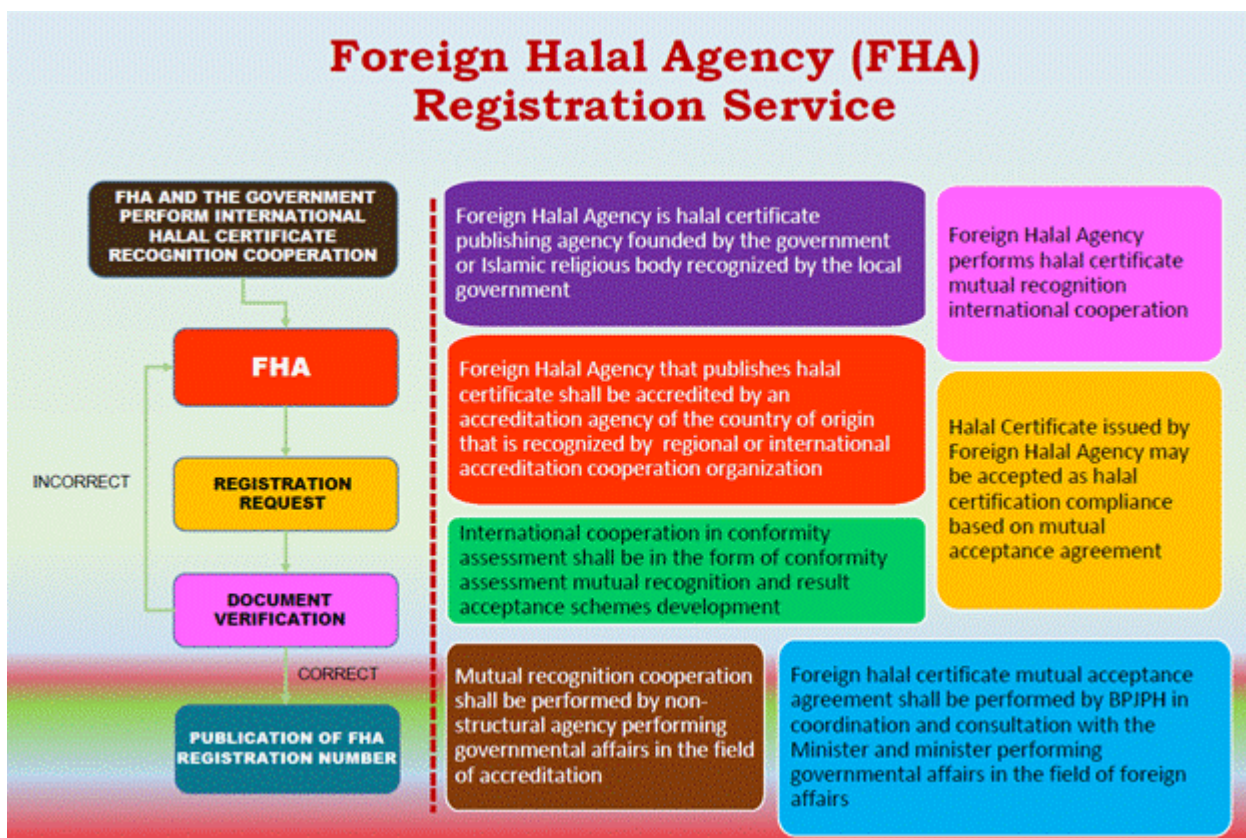 Foreign Halal Agency (FHA)
Registration Service
FHA AND THE GOVERNMENT
PERFORM INTERNATIONAL
HALAL CERTIFICATE
RECOGNITION COOPERATION
FHA
INCORRECT
REGISTRATION
REQUEST
DOCUMENT
VERIFICATION
CORRECT
PUBLICATION OF FHA
REGISTRATION NUMBER
Foreign Halal Agency is halal certificate
publishing agency founded by the government
or Islamic religious body recognized by the local
government
Foreign Halal Agency
performs halal certificate
mutual recognition
international cooperation
Foreign Halal Agency that publishes halal
certificate shall be accredited by an
accreditation agency of the country of origin
that is recognized by regional or international
accreditation cooperation organization
Halal Certificate issued by
Foreign Halal Agency may
be accepted as halal
certification compliance
based on mutual
acceptance agreement
International cooperation in conformity
assessment shall be in the form of conformity
assessment mutual recognition and result
acceptance schemes development
Mutual recognition cooperation
shall be performed by non-
structural agency performing
governmental affairs in the field
of accreditation
Foreign halal certificate mutual acceptance
agreement shall be performed by BPJPH in
coordination and consultation with the
Minister and minister performing
governmental affairs in the field of foreign
affairs